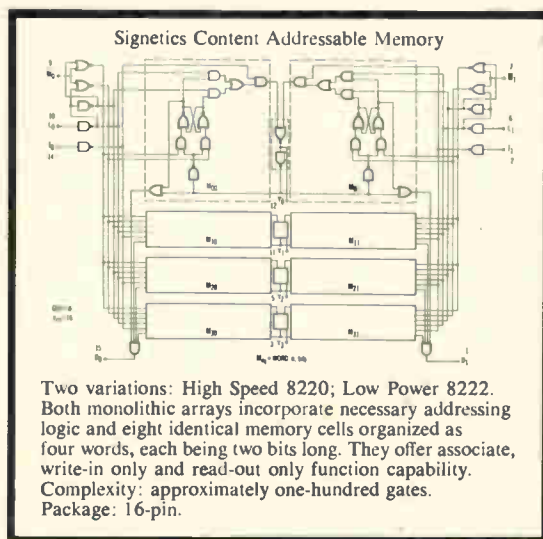 Signetics Content Addressable Memory
Two variations: High Speed 8220; Low Power 8222.
Both monolithic arrays incorporate necessary addressing
logic and eight identical memory cells organized as
four words, each being two bits long. They offer associate,
write-in only and read-out only function capability.
Complexity: approximately one-hundred gates.
Package: 16-pin.